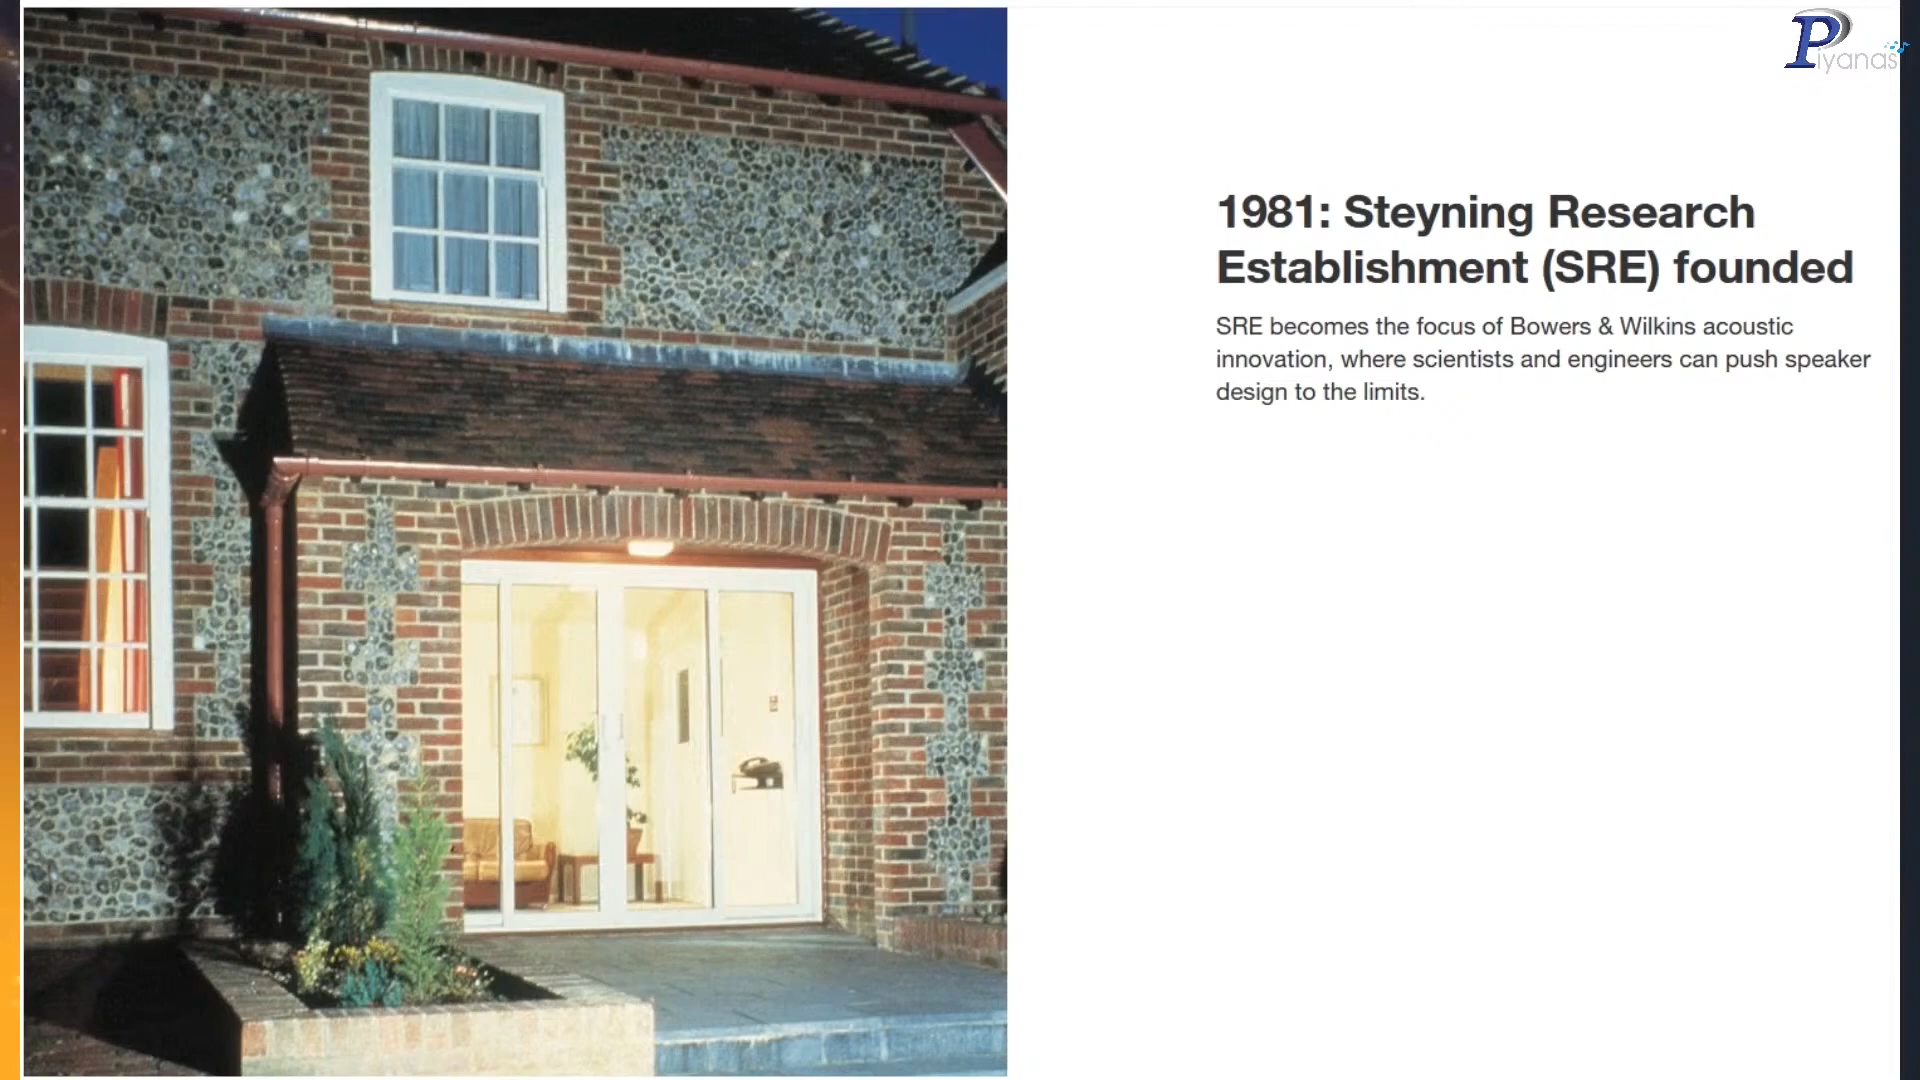 Piyanas
1981: Steyning Research
Establishment (SRE) founded
SRE becomes the focus of Bowers & Wilkins acoustic
innovation, where scientists and engineers can push speaker
design to the limits.